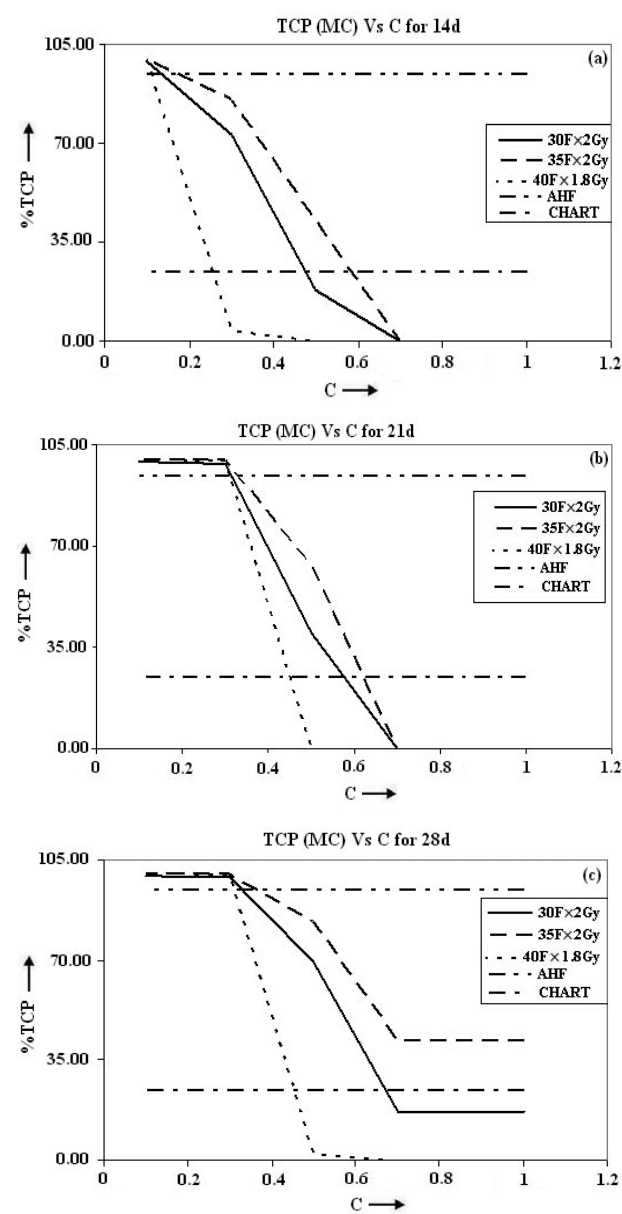 TCP (MC) Vs C for 14d
105.00
(a)
%TCP
70.00
30F×2Gy
35F×2Gy
40F×1.8Gy
AHF
CHART
35.00
0.00
0 0.2 0.4 0.6 0.8 1 1.2
C
TCP (MC) Vs C for 21d
105.00
(b)
%TCP
30F×2Gy
35F×2Gy
70.00
40F×1.8Gy
AHF
CHART
35.00
0.00
0 0.2 0.4 0.6 0.8 1 1.2
C
TCP (MC) Vs C for 28d
105.00
(c)
%TCP
30F×2Gy
35F×2Gy
70.00
40F×1.8Gy
AHF
CHART
35.00
0.00
0 0.2 0.4 0.6 0.8 1 1.2
C